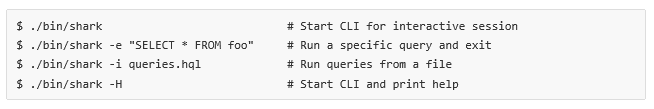 $ ./bin/shark                            # Start CLI for interactive session
$ ./bin/shark -e "SELECT * FROM foo"     # Run a specific query and exit
$ ./bin/shark -i queries.hql             # Run queries from a file
$ ./bin/shark -H                         # Start CLI and print help